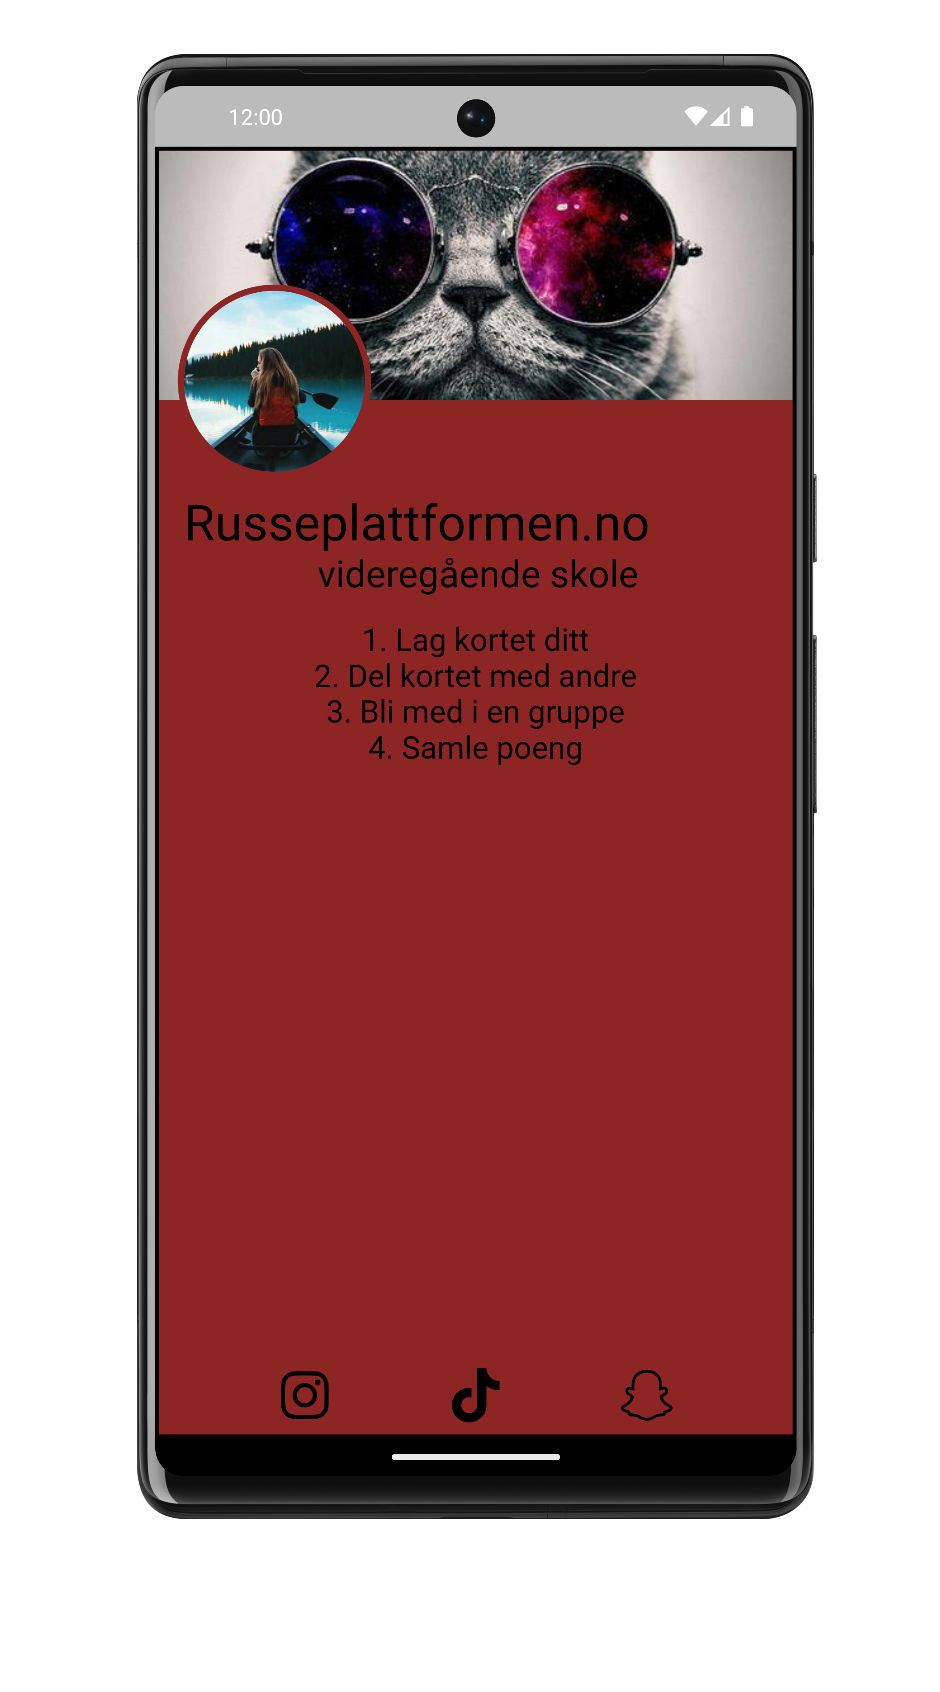 12:00
Russeplattformen.no
videregående skole
1. Lag kortet ditt
2. Del kortet med andre
3. Bli med i en gruppe
4. Samle poeng